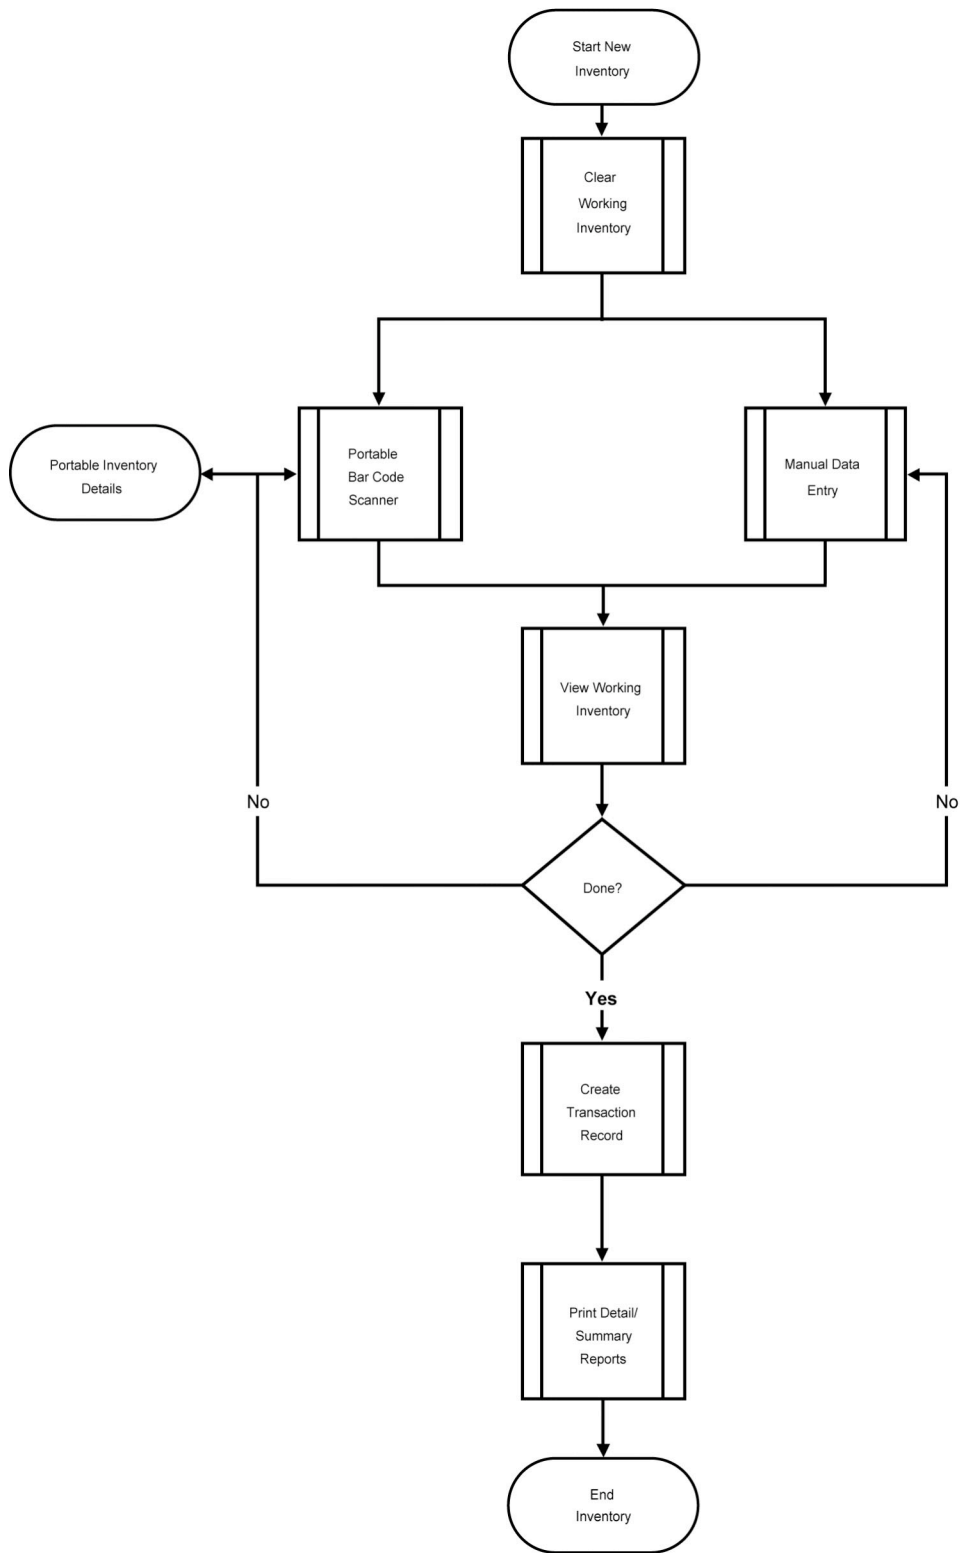 Start New
Inventory
Clear
Working
Inventory
Portable Inventory
Details
Portable
Bar Code
Scanner
Manual Data
Entry
View Working
Inventory
No
No
Done?
Yes
Create
Transaction
Record
Print Detail/
Summary
Reports
End
Inventory